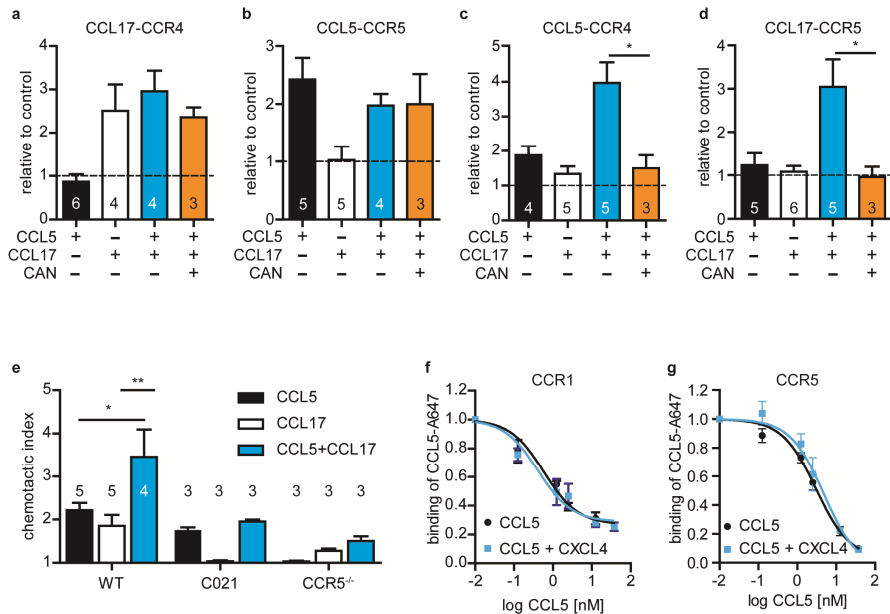 a
CCL17-CCR4
relative to control
4
3
2
1
0
6
4
4
3
CCL5 + – + +
CCL17 – + + +
CAN +
b
CCL5-CCR5
relative to control
3
2
1
0
5
5
4
3
CCL5 + – + +
CCL17 – + + +
CAN +
c
CCL5-CCR4
relative to control
5
4
3
2
1
0
*
4
5
5
3
CCL5 + – + +
CCL17 – + + +
CAN +
d
CCL17-CCR5
relative to control
4
3
2
1
0
*
5
6
5
3
CCL5 + – + +
CCL17 – + + +
CAN – – – +
e
chemotactic index
5
4
3
2
1
*
**
CCL5
CCL17
CCL5+CCL17
5 5 4 3 3 3 3 3 3
WT C021 CCR5-/-
f
CCR1
binding of CCL5-A647
1.0
0.8
0.6
0.4
0.2
0.0
CCL5
CCL5 + CXCL4
-2 -1 0 1 2
log CCL5 [nM]
g
CCR5
binding of CCL5-A647
1.0
0.8
0.6
0.4
0.2
0.0
CCL5
CCL5 + CXCL4
-2 -1 0 1 2
log CCL5 [nM]